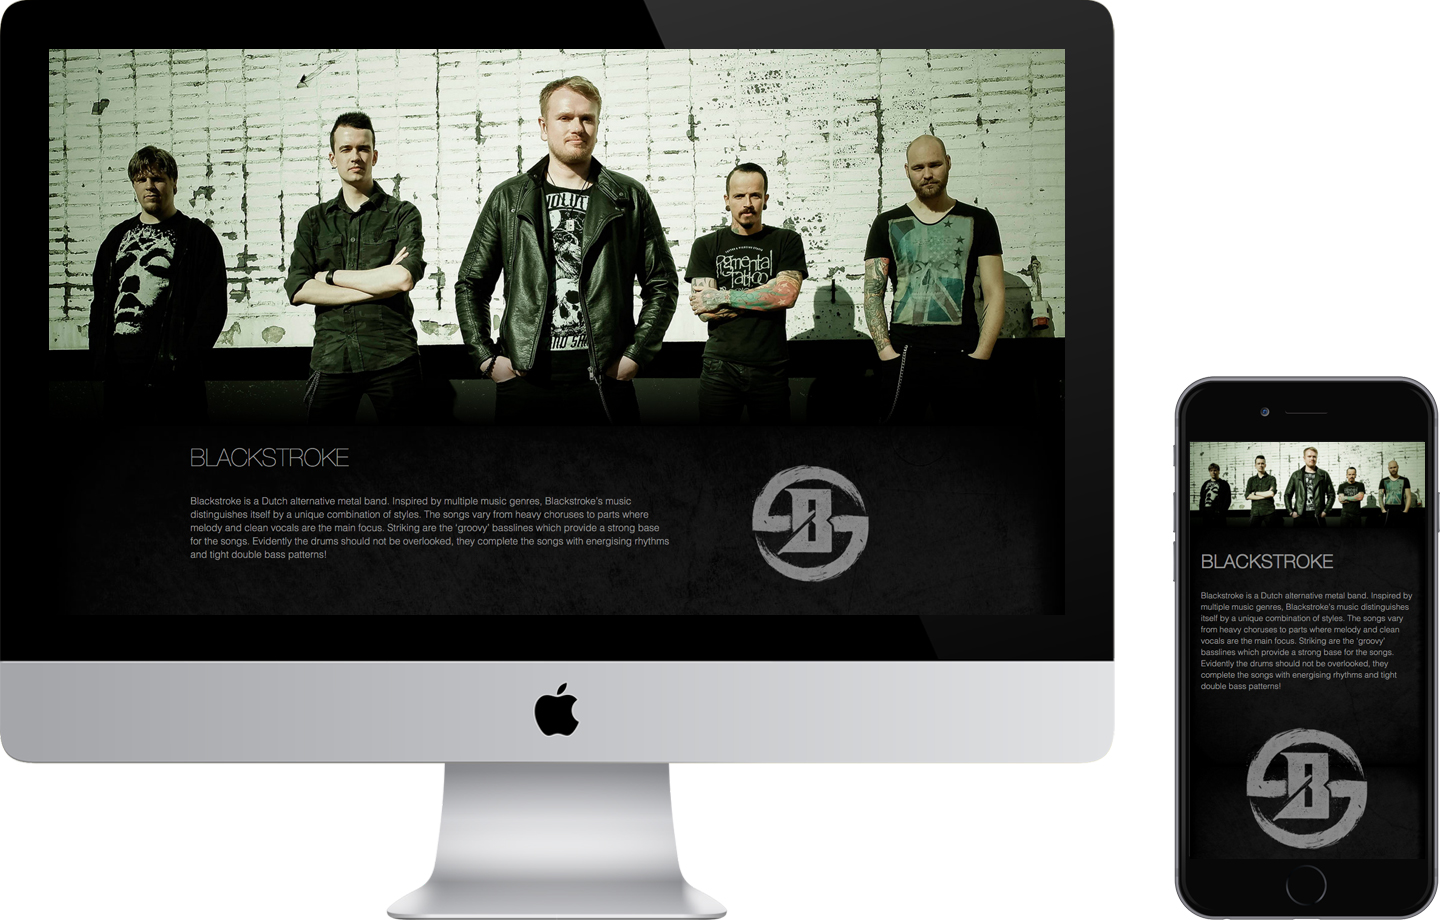 VOLUTI
AND SA
Pigmental
Tattoo
BLACKSTROKE
Blackstroke is a Dutch alternative metal band. Inspired by multiple music genres, Blackstroke's music
distinguishes itself by a unique combination of styles. The songs vary from heavy choruses to parts where
melody and clean vocals are the main focus. Striking are the 'groovy' basslines which provide a strong base
for the songs. Evidently the drums should not be overlooked, they complete the songs with energising rhythms
and tight double bass patterns!
B
BLACKSTROKE
Blackstroke is a Dutch alternative metal band. Inspired by
multiple music genres, Blackstroke's music distinguishes
itself by a unique combination of styles. The songs vary
from heavy choruses to parts where melody and clean
vocals are the main focus. Striking are the 'groovy'
basslines which provide a strong base for the songs.
Evidently the drums should not be overlooked, they
complete the songs with energising rhythms and tight
double bass patterns!
B